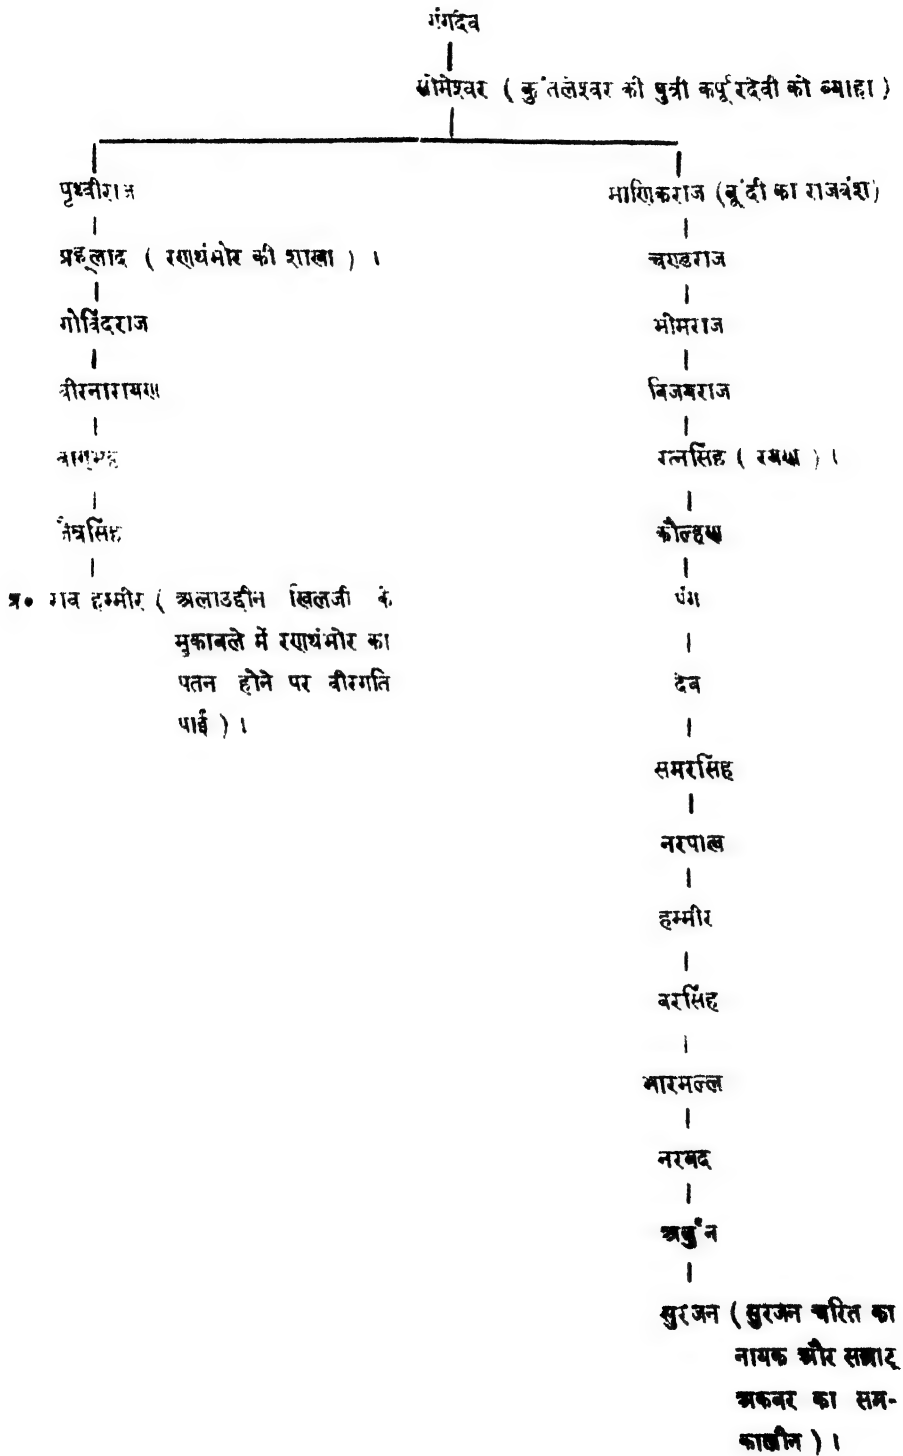 गंगदेव
सोमेश्वर ( कुंतलेश्वर की पुत्री कर्पूरदेवी को ब्याहा )
पृथ्वीराज
प्रह्लाद ( रणथंभोर की शाखा ) ।
गोविंदराज
वीरनारायण
वाग्भट्ट
जैत्रसिंह
राव हम्मीर ( अलाउद्दीन खिलजी के
मुकाबले में रणथंभोर का
पतन होने पर वीरगति
पाई ) ।
माणिकराज (बूंदी का राजवंश)
चण्डराज
भीमराज
विजयराज
रत्नसिंह ( रयण ) ।
कौल्हण
पंग
देव
समरसिंह
नरपाल
हम्मीर
वरसिंह
भारमल्ल
नरबद
अर्जुन
सुरजन ( सुरजन चरित का
नायक और सम्राट्
अकबर का सम-
कालीन ) ।